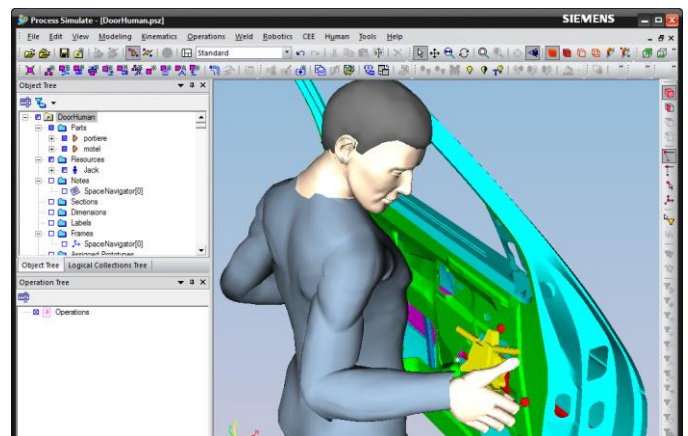 Process Simulate - [DoorHuman.psz]
SIEMENS
File Edit View Modeling Kinematics Operations Weld Robotics CEE Human Tools Help
Standard
Object Tree
DoorHuman
Parts
portiere
motel
Resources
Jack
Notes
SpaceNavigator[0]
Sections
Dimensions
Labels
Frames
SpaceNavigator[0]
Assigned Prototypes
Object Tree Logical Collections Tree
Operation Tree
Operations